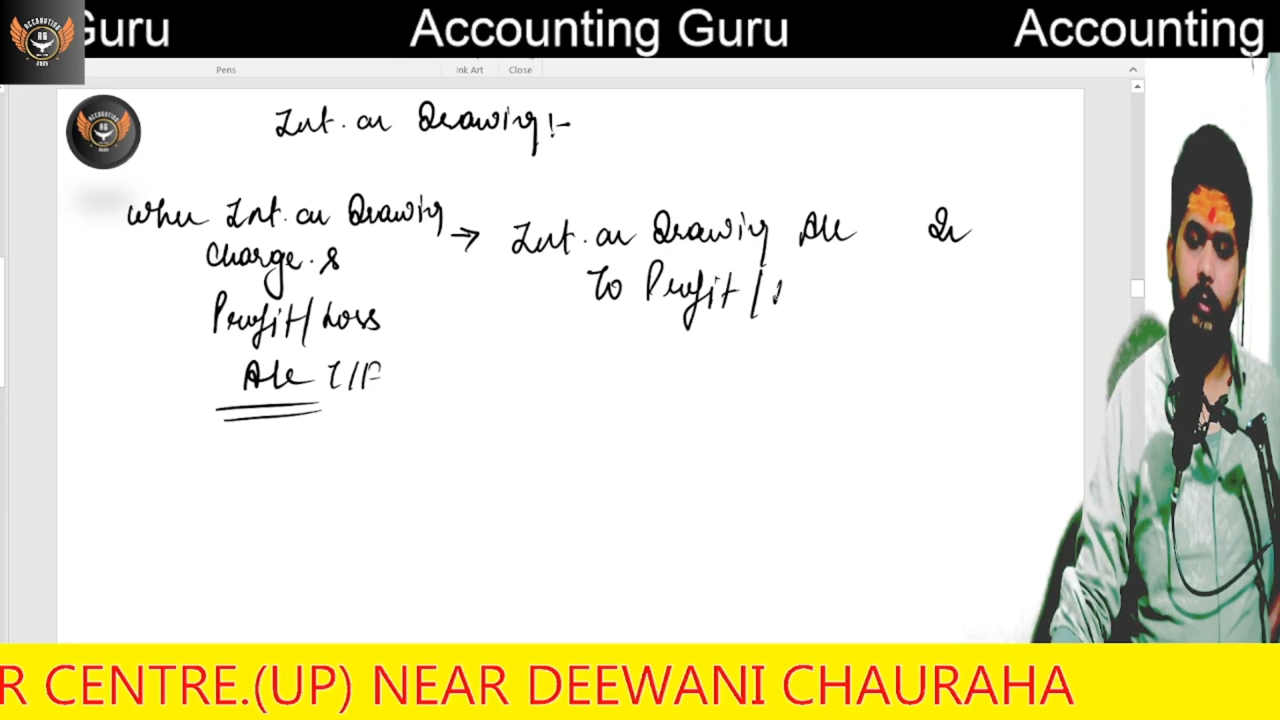 Guru Accounting Guru Accounting
Pens Ink Art Close
Int. on Drawing :-
When Int. on Drawing
Charge. &
Profit/Loss
A/c T/F
→ Int. on Drawing A/c Dr
To Profit/
R CENTRE.(UP) NEAR DEEWANI CHAURAHA